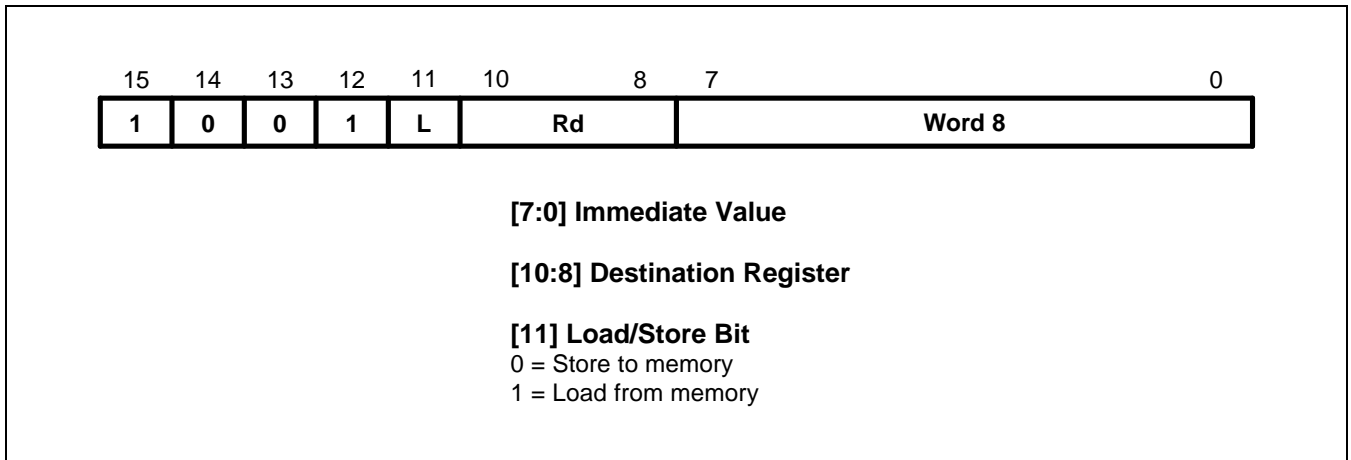 15 14 13 12 11 10 8 7 0
1 0 0 1 L Rd Word 8
[7:0] Immediate Value
[10:8] Destination Register
[11] Load/Store Bit
0 = Store to memory
1 = Load from memory